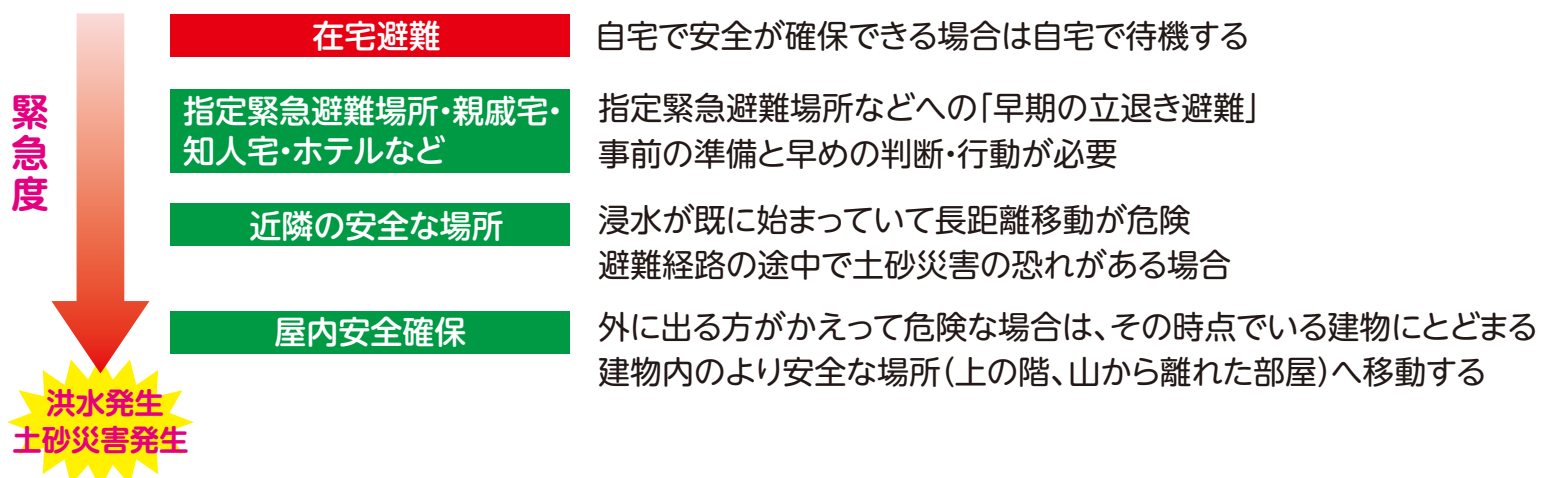 緊急度
在宅避難
自宅で安全が確保できる場合は自宅で待機する
指定緊急避難場所・親戚宅・
知人宅・ホテルなど
指定緊急避難場所などへの「早期の立退き避難」
事前の準備と早めの判断・行動が必要
近隣の安全な場所
浸水が既に始まっていて長距離移動が危険
避難経路の途中で土砂災害の恐れがある場合
屋内安全確保
外に出る方がかえって危険な場合は、その時点でいる建物にとどまる
建物内のより安全な場所(上の階、山から離れた部屋)へ移動する
洪水発生
土砂災害発生